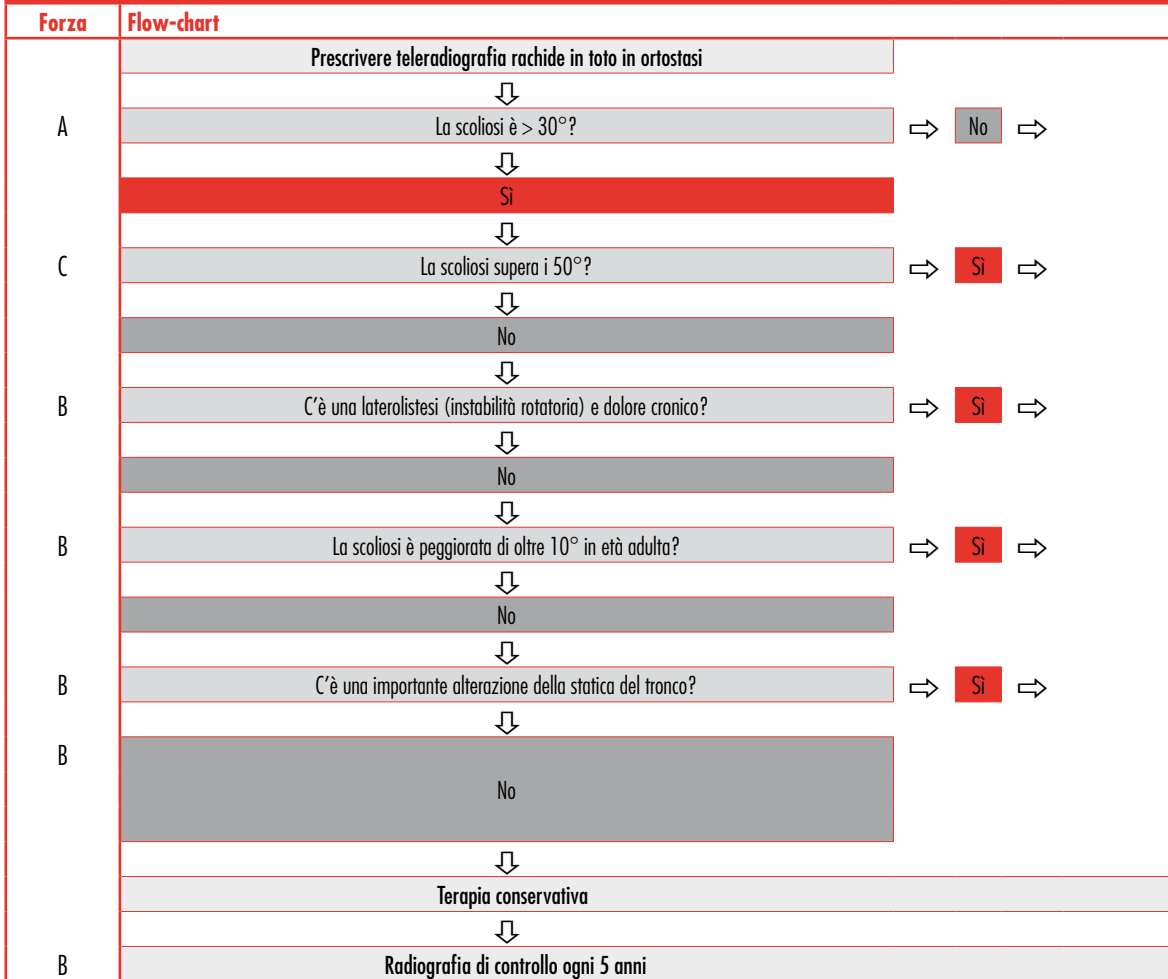 Forza Flow-chart
Prescrivere teleradiografia rachide in toto in ortostasi
A La scoliosi è > 30°? No
Sì
C La scoliosi supera i 50°? Sì
No
B C'è una laterolistesi (instabilità rotatoria) e dolore cronico? Sì
No
B La scoliosi è peggiorata di oltre 10° in età adulta? Sì
No
B C'è una importante alterazione della statica del tronco? Sì
B
No
Terapia conservativa
B Radiografia di controllo ogni 5 anni